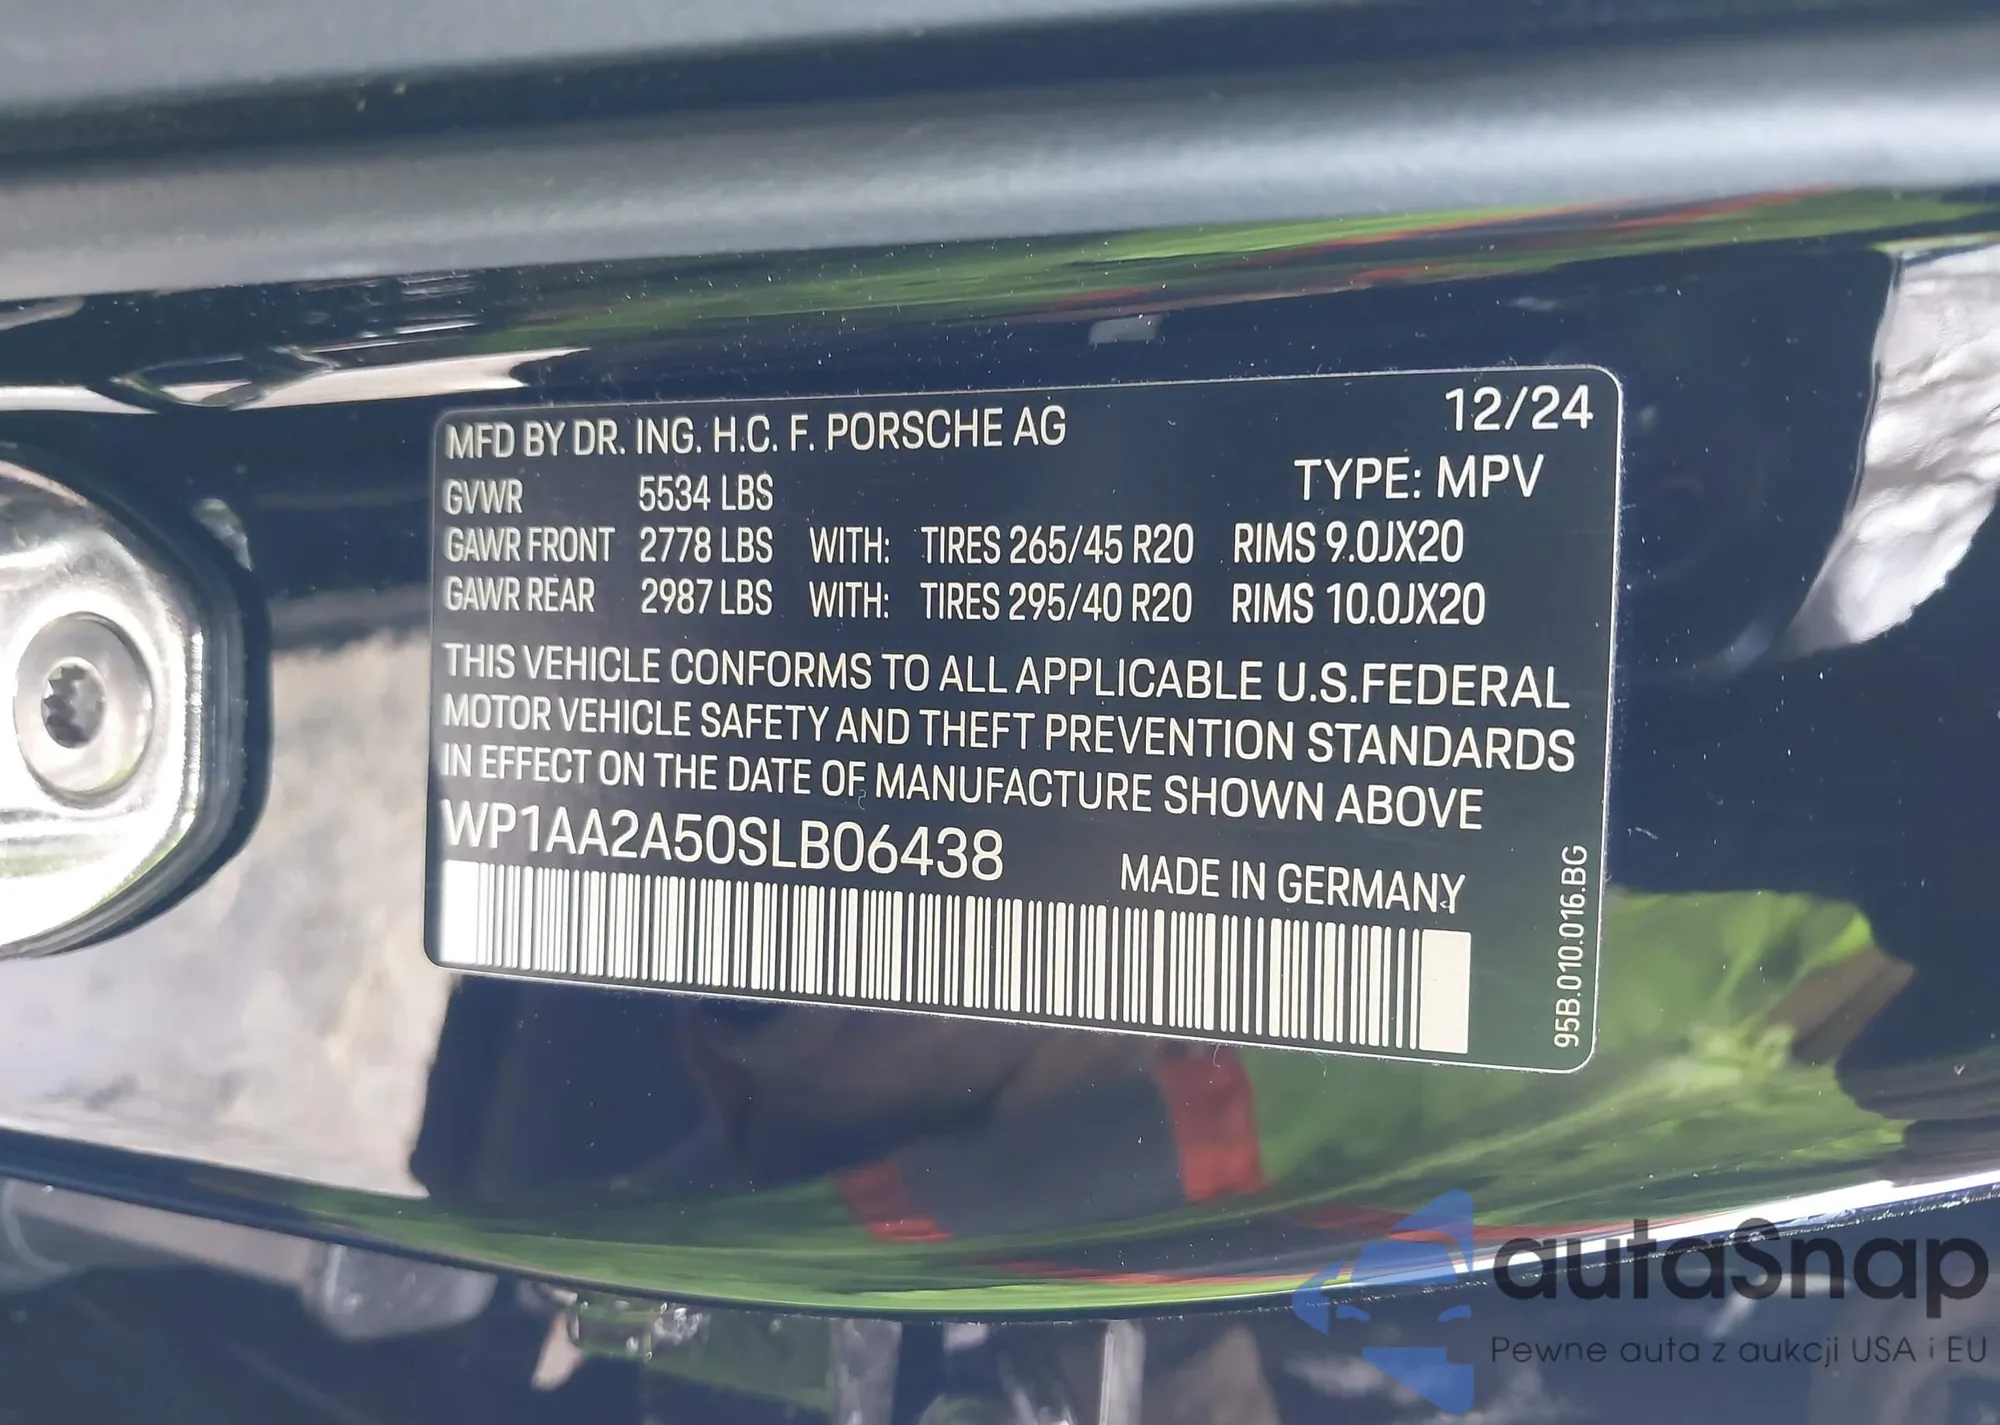 MFD BY DR. ING. H.C. F. PORSCHE AG 12/24
GVWR 5534 LBS TYPE: MPV
GAWR FRONT 2778 LBS WITH: TIRES 265/45 R20 RIMS 9.0JX20
GAWR REAR 2987 LBS WITH: TIRES 295/40 R20 RIMS 10.0JX20
THIS VEHICLE CONFORMS TO ALL APPLICABLE U.S.FEDERAL
MOTOR VEHICLE SAFETY AND THEFT PREVENTION STANDARDS
IN EFFECT ON THE DATE OF MANUFACTURE SHOWN ABOVE
WP1AA2A50SLB06438 MADE IN GERMANY
95B.010.016.BG
autaSnap
Pewne auta z aukcji USA i EU